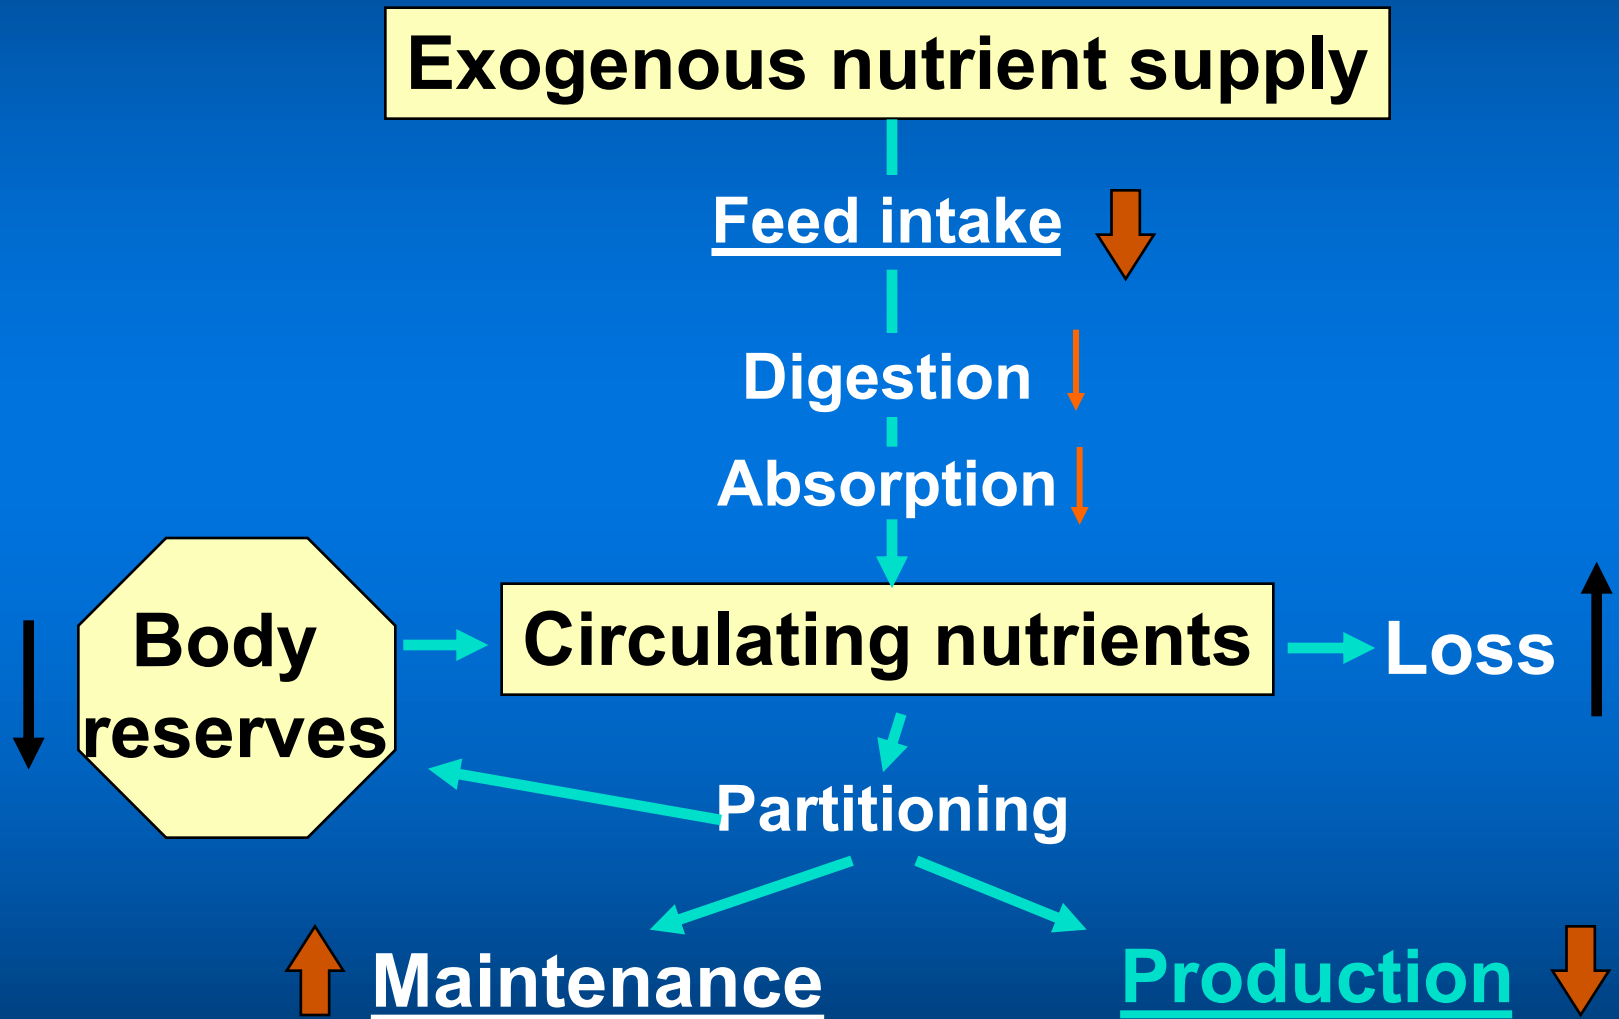 Exogenous nutrient supply
Feed intake
Digestion
Absorption
Body
reserves
Circulating nutrients
Loss
Partitioning
Maintenance
Production